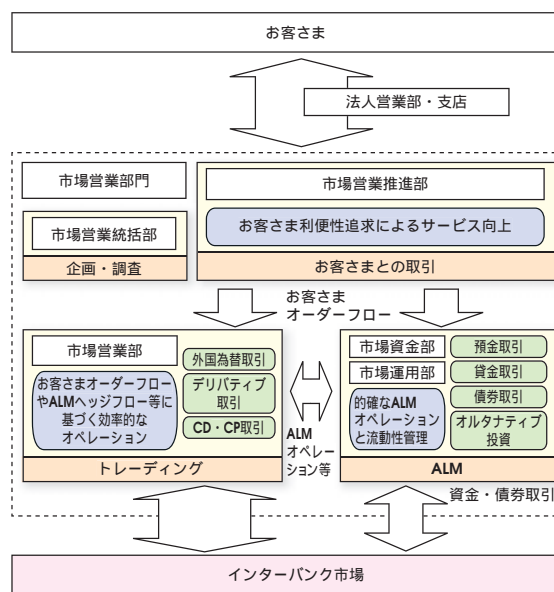 お客さま
法人営業部・支店
市場営業部門
市場営業統括部
企画・調査
市場営業推進部
お客さま利便性追求によるサービス向上
お客さまとの取引
お客さま
オーダーフロー
市場営業部
お客さまオーダーフロー
やALMヘッジフロー等に
基づく効率的な
オペレーション
外国為替取引
デリバティブ
取引
CD・CP取引
トレーディング
ALM
オペレー
ション等
市場資金部
市場運用部
的確なALM
オペレーション
と流動性管理
預金取引
貸金取引
債券取引
オルタナティブ
投資
ALM
資金・債券取引
インターバンク市場